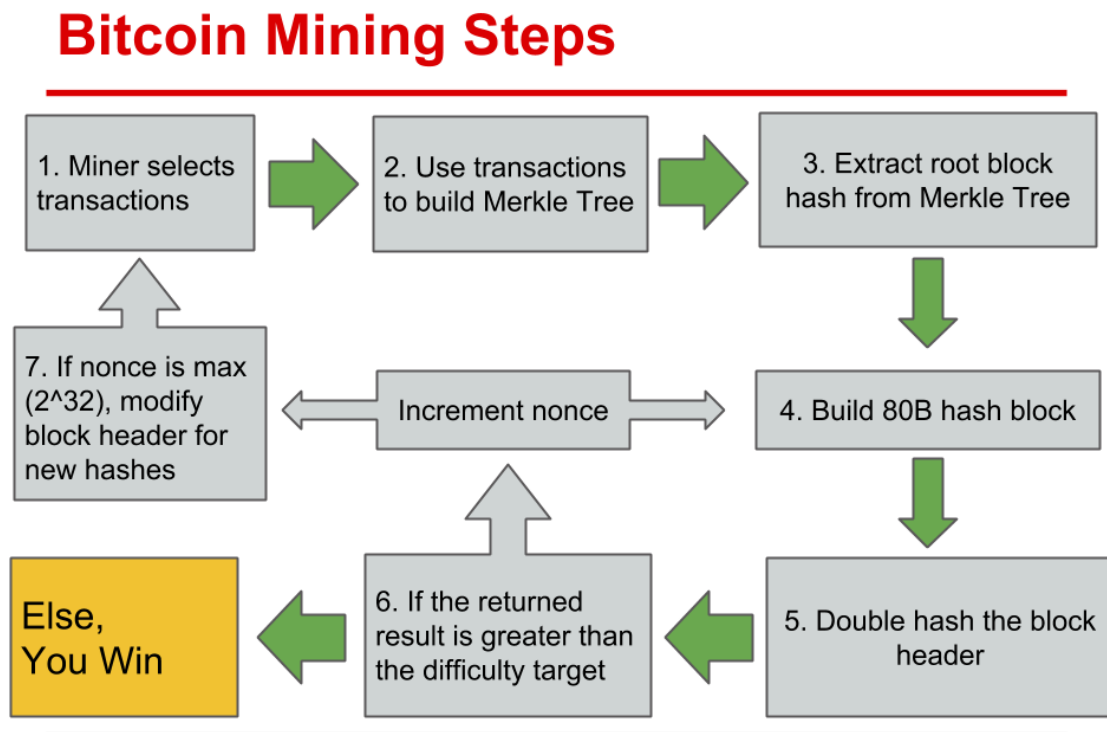 Bitcoin Mining Steps
1. Miner selects
transactions
2. Use transactions
to build Merkle Tree
3. Extract root block
hash from Merkle Tree
7. If nonce is max
(2^32), modify
block header for
new hashes
Increment nonce
4. Build 80B hash block
Else,
You Win
6. If the returned
result is greater than
the difficulty target
5. Double hash the block
header